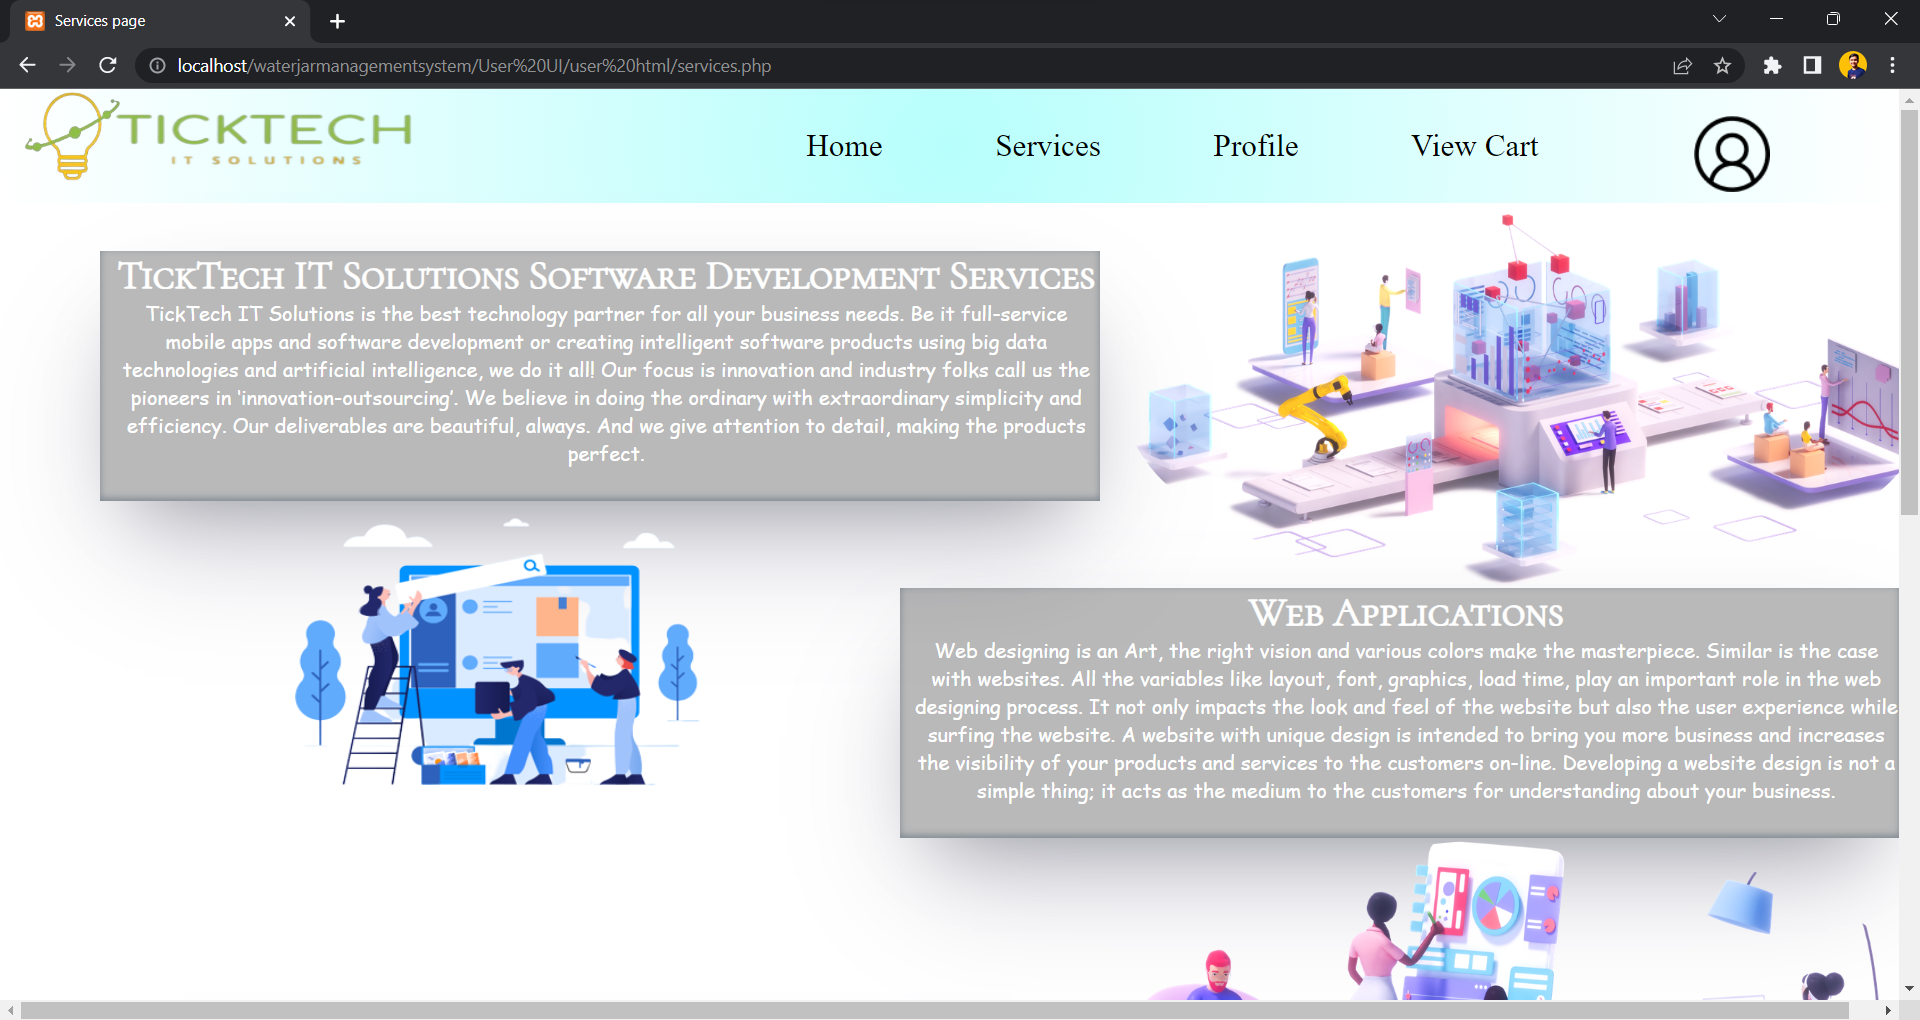 Services page
localhost/waterjarmanagementsystem/User%20UI/user%20html/services.php
TICKTECH
IT SOLUTIONS
Home
Services
Profile
View Cart
TickTech IT Solutions Software Development Services
TickTech IT Solutions is the best technology partner for all your business needs. Be it full-service
mobile apps and software development or creating intelligent software products using big data
technologies and artificial intelligence, we do it all! Our focus is innovation and industry folks call us the
pioneers in 'innovation-outsourcing’. We believe in doing the ordinary with extraordinary simplicity and
efficiency. Our deliverables are beautiful, always. And we give attention to detail, making the products
perfect.
Web Applications
Web designing is an Art, the right vision and various colors make the masterpiece. Similar is the case
with websites. All the variables like layout, font, graphics, load time, play an important role in the web
designing process. It not only impacts the look and feel of the website but also the user experience while
surfing the website. A website with unique design is intended to bring you more business and increases
the visibility of your products and services to the customers on-line. Developing a website design is not a
simple thing; it acts as the medium to the customers for understanding about your business.